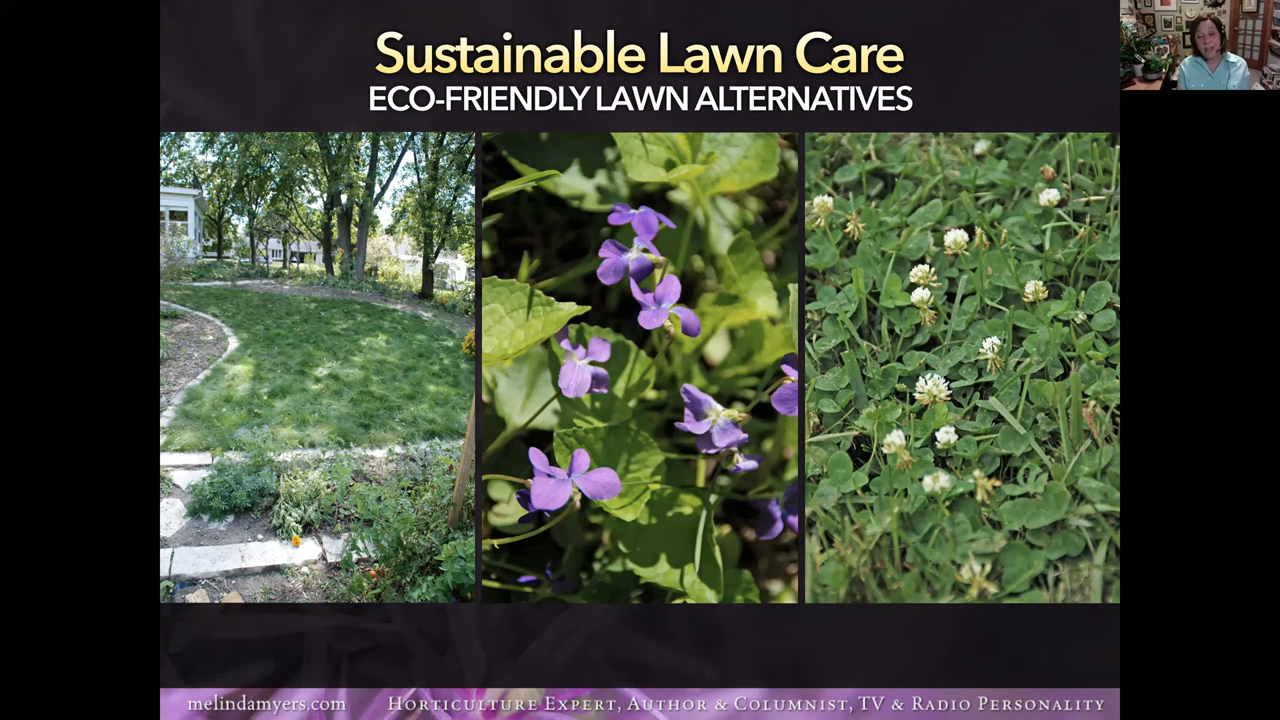 Sustainable Lawn Care
ECO-FRIENDLY LAWN ALTERNATIVES
melindamyers.com Horticulture Expert, Author & Columnist, TV & Radio Personality